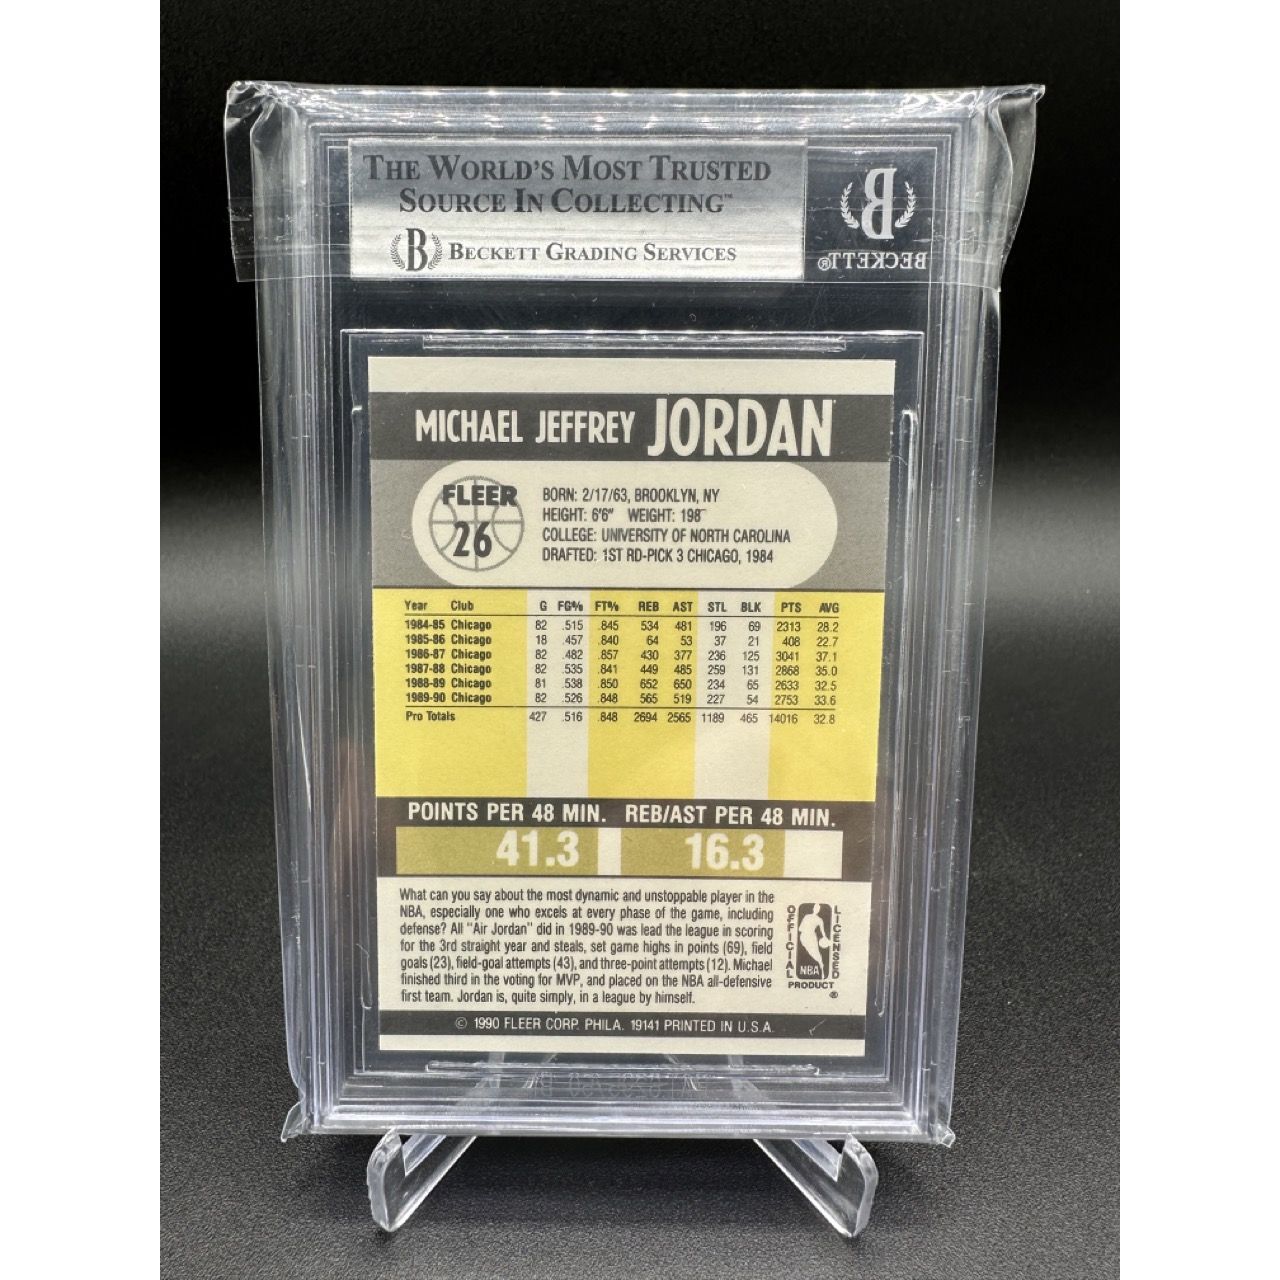 THE WORLD'S MOST TRUSTED
SOURCE IN COLLECTING™
B BECKETT GRADING SERVICES
B
BECKETT®
MICHAEL JEFFREY JORDAN
FLEER
26
BORN: 2/17/63, BROOKLYN, NY
HEIGHT: 6'6" WEIGHT: 198
COLLEGE: UNIVERSITY OF NORTH CAROLINA
DRAFTED: 1ST RD-PICK 3 CHICAGO, 1984
Year Club G FG% FT% REB AST STL BLK PTS AVG
1984-85 Chicago 82 .515 .845 534 481 196 69 2313 28.2
1985-86 Chicago 18 .457 .840 64 53 37 21 408 22.7
1986-87 Chicago 82 .482 .857 430 377 236 125 3041 37.1
1987-88 Chicago 82 .535 .841 449 485 259 131 2868 35.0
1988-89 Chicago 81 .538 .850 652 650 234 65 2633 32.5
1989-90 Chicago 82 .526 .848 565 519 227 54 2753 33.6
Pro Totals 427 .516 .848 2694 2565 1189 465 14016 32.8
POINTS PER 48 MIN. REB/AST PER 48 MIN.
41.3 16.3
What can you say about the most dynamic and unstoppable player in the
NBA, especially one who excels at every phase of the game, including
defense? All "Air Jordan" did in 1989-90 was lead the league in scoring
for the 3rd straight year and steals, set game highs in points (69), field
goals (23), field-goal attempts (43), and three-point attempts (12). Michael
finished third in the voting for MVP, and placed on the NBA all-defensive
first team. Jordan is, quite simply, in a league by himself.
OFFICIAL
LICENSED
NBA
PRODUCT
®
© 1990 FLEER CORP. PHILA. 19141 PRINTED IN U.S.A.